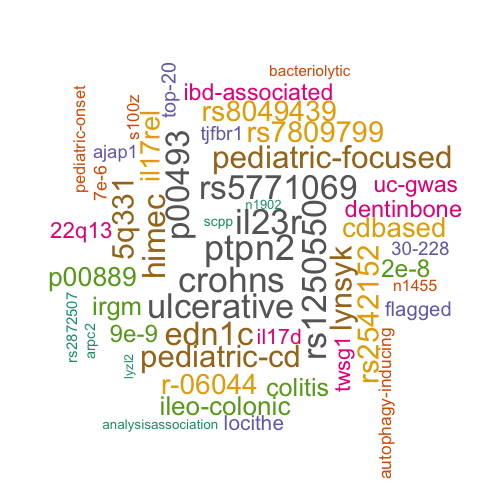 bacteriolytic
top-20
ibd-associated
pediatric-onset
s100z
rs8049439
7e-6
il17rel
tjfbr1
rs7809799
ajap1
p00493
pediatric-focused
5q331
rs5771069
uc-gwas
himec
n1902
dentinbone
22q13
scpp
il23r
cdbased
ptpn2
rs1250550
lynsyk
30-228
p00889
crohns
rs2542152
2e-8
n1455
rs2872507
irgm
ulcerative
flagged
arpc2
9e-9
edn1c
il17d
lyzl2
pediatric-cd
twsg1
autophagy-inducing
r-06044
colitis
ileo-colonic
analysisassociation
locithe